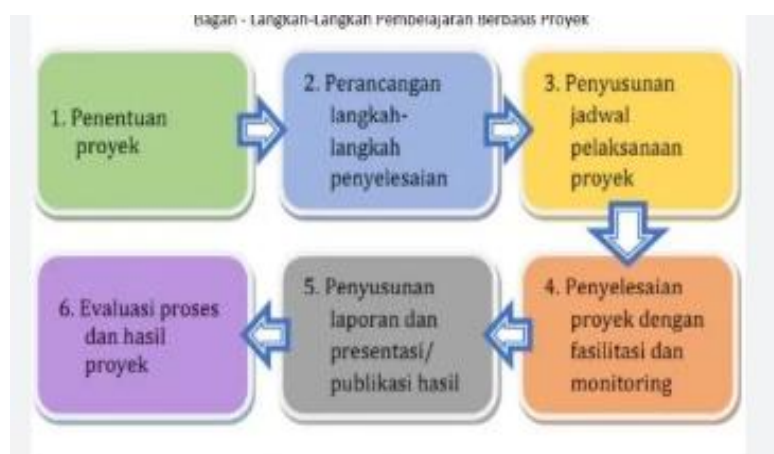 Bagan - Langkah-Langkah Pembelajaran Berbasis Proyek
1. Penentuan
proyek
2. Perancangan
langkah-
langkah
penyelesaian
3. Penyusunan
jadwal
pelaksanaan
proyek
4. Penyelesaian
proyek dengan
fasilitasi dan
monitoring
5. Penyusunan
laporan dan
presentasi/
publikasi hasil
6. Evaluasi proses
dan hasil
proyek